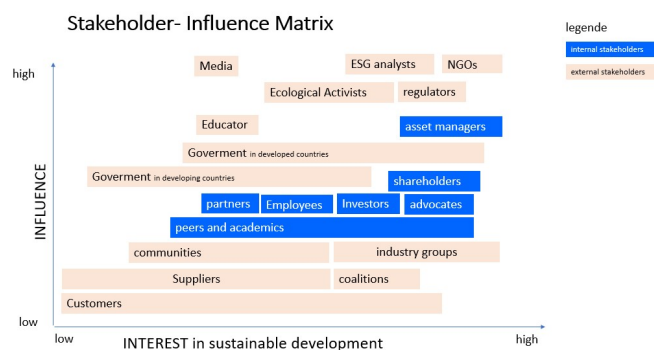 Stakeholder- Influence Matrix
legende
internal stakeholders
external stakeholders
high
Media
ESG analysts
NGOs
Ecological Activists
regulators
Educator
asset managers
Goverment in developed countries
Goverment in developing countries
shareholders
partners
Employees
Investors
advocates
peers and academics
communities
industry groups
Suppliers
coalitions
Customers
INFLUENCE
low
low
INTEREST in sustainable development
high